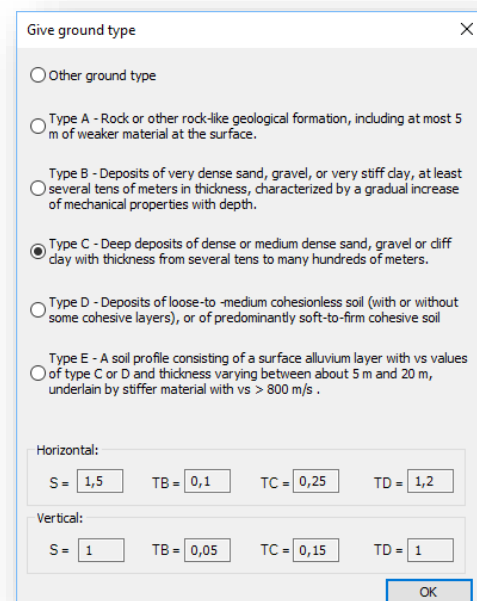 Give ground type
Other ground type
Type A - Rock or other rock-like geological formation, including at most 5
m of weaker material at the surface.
Type B - Deposits of very dense sand, gravel, or very stiff clay, at least
several tens of meters in thickness, characterized by a gradual increase
of mechanical properties with depth.
Type C - Deep deposits of dense or medium dense sand, gravel or cliff
clay with thickness from several tens to many hundreds of meters.
Type D - Deposits of loose-to -medium cohesionless soil (with or without
some cohesive layers), or of predominantly soft-to-firm cohesive soil
Type E - A soil profile consisting of a surface alluvium layer with vs values
of type C or D and thickness varying between about 5 m and 20 m,
underlain by stiffer material with vs > 800 m/s .
Horizontal:
S = 1,5 TB = 0,1 TC = 0,25 TD = 1,2
Vertical:
S = 1 TB = 0,05 TC = 0,15 TD = 1
OK